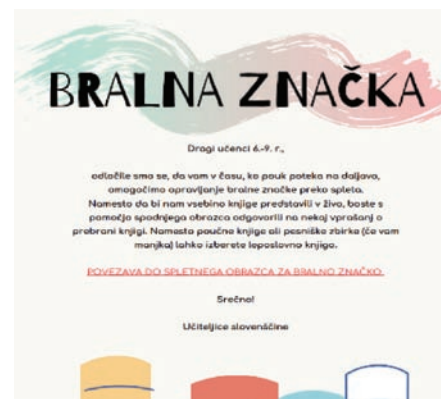 BRALNA ZNAČKA
Dragi učenci 6.-9. r.,
odločile smo se, da vam v času, ko pouk poteka na daljavo,
omogočimo opravljanje bralne značke preko spleta.
Namesto da bi nam vsebino knjige predstavili v živo, boste s
pomočjo spodnjega obrazca odgovorili na nekaj vprašanj o
prebrani knjigi. Namesto poučne knjige ali pesniške zbirke (če vam
manjka) lahko izberete leposlovno knjigo.
POVEZAVA DO SPLETNEGA OBRAZCA ZA BRALNO ZNAČKO
Srečno!
Učiteljice slovenščine